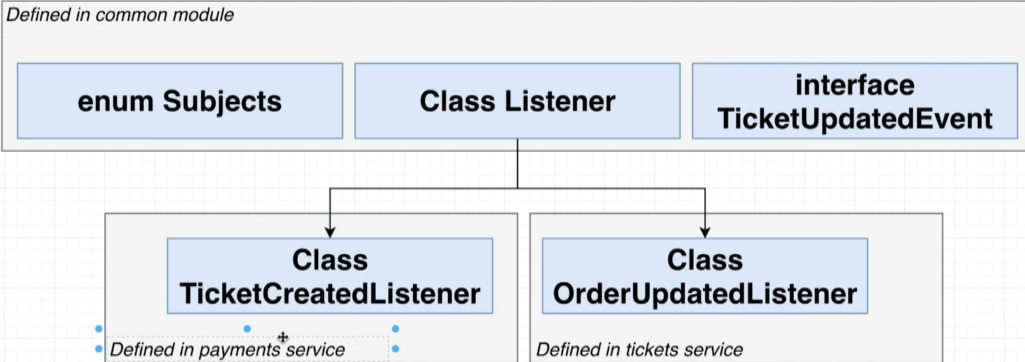 Defined in common module
enum Subjects
Class Listener
interface
TicketUpdatedEvent
Class
TicketCreatedListener
Defined in payments service
Class
OrderUpdatedListener
Defined in tickets service